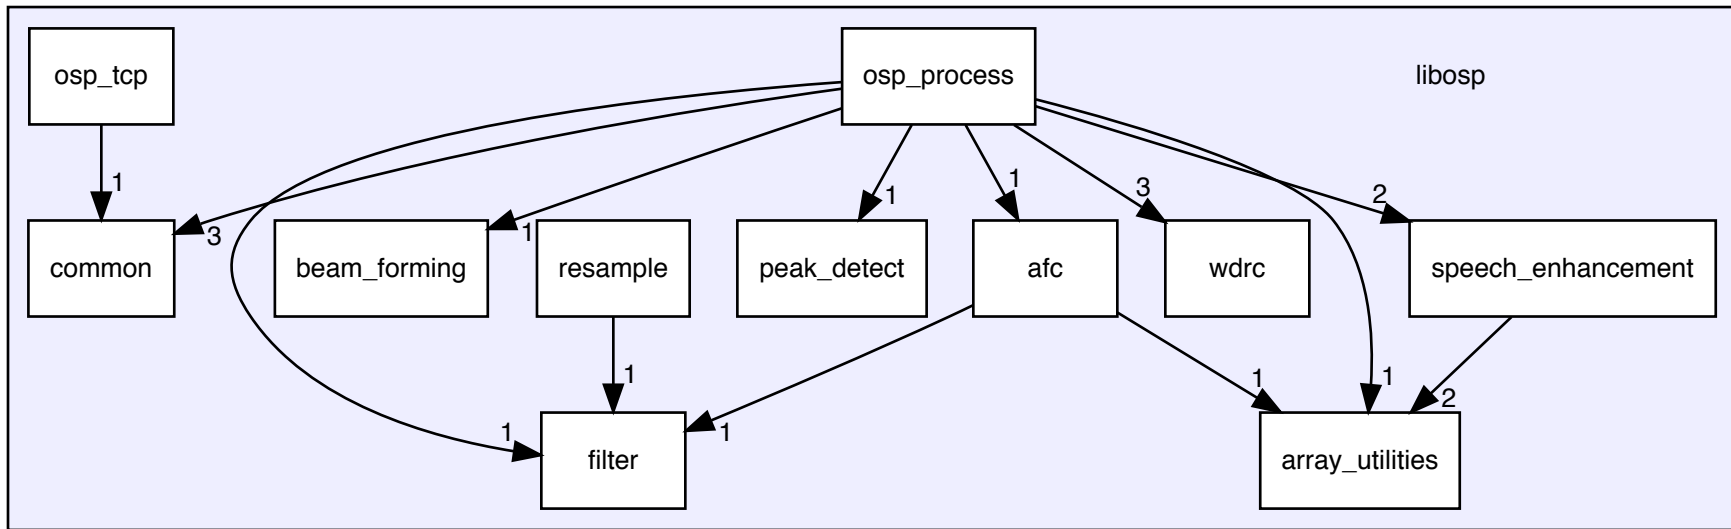 osp_tcp
osp_process
libosp
1
3
1
1
1
3
2
common
beam_forming
resample
peak_detect
afc
wdrc
speech_enhancement
1
1
1
1
1
2
filter
array_utilities